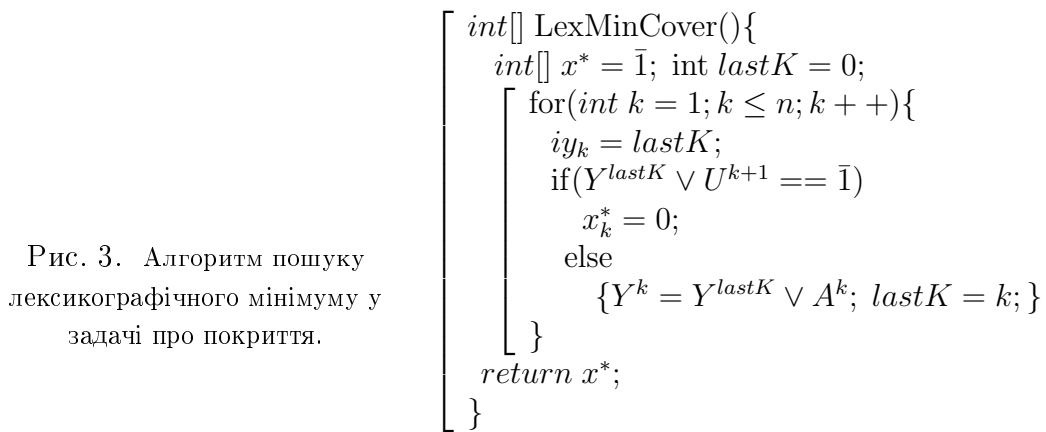 int[] LexMinCover(){
int[] x* = 1̄; int lastK = 0;
for(int k = 1; k ≤ n; k + +){
iy_k = lastK;
if(Y^{lastK} ∨ U^{k+1} == 1̄)
x*_k = 0;
else
{Y^k = Y^{lastK} ∨ A^k; lastK = k; }
}
return x*;
}
Рис. 3. Алгоритм пошуку
лексикографічного мінімуму у
задачі про покриття.